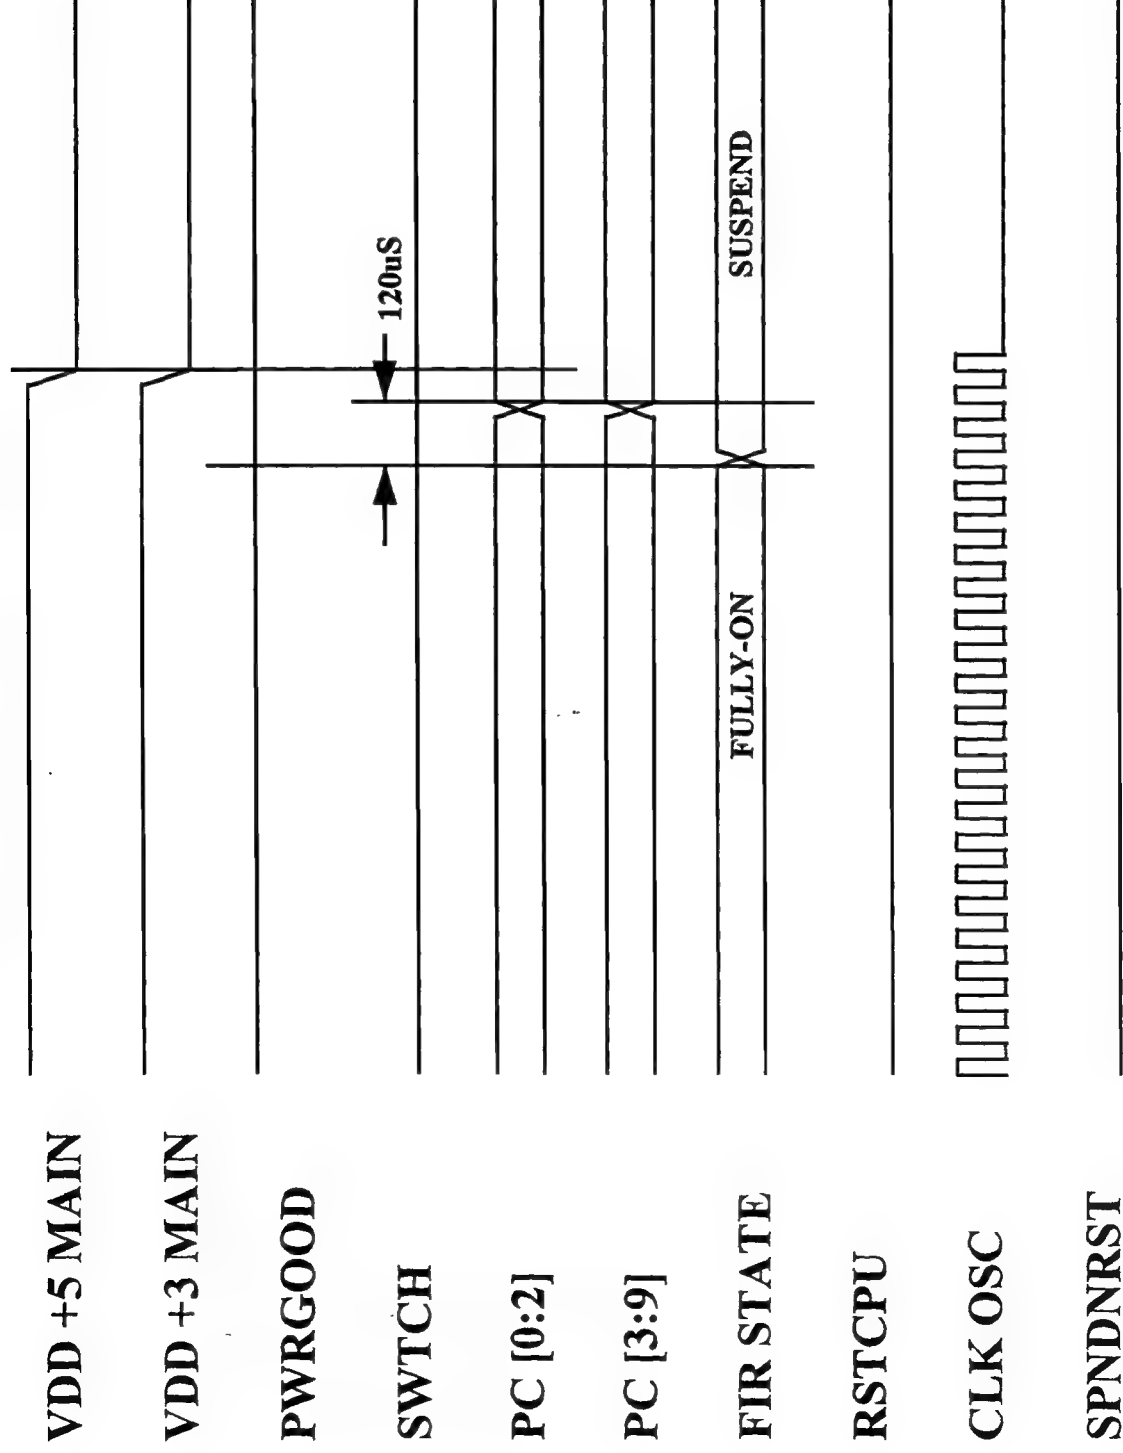 VDD +5 MAIN
VDD +3 MAIN
PWRGOOD
120uS
SWTCH
PC [0:2]
PC [3:9]
FIR STATE
FULLY-ON
SUSPEND
RSTCPU
CLK OSC
SPNDNRST